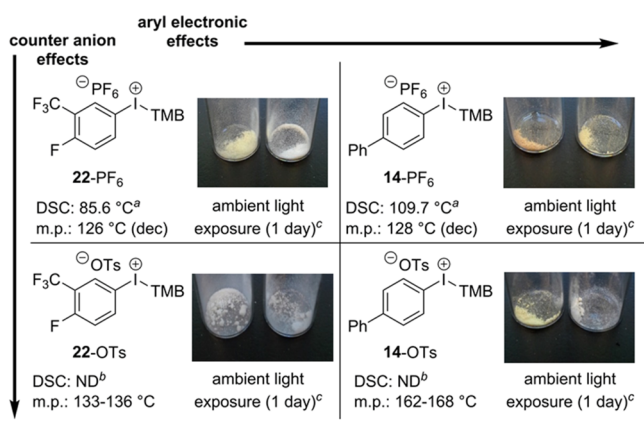 aryl electronic
effects
counter anion
effects
⊖PF6
F3C
I⊕
TMB
F
22-PF6
DSC: 85.6 °Ca
m.p.: 126 °C (dec)
ambient light
exposure (1 day)c
⊖PF6
I⊕
TMB
Ph
14-PF6
DSC: 109.7 °Ca
m.p.: 128 °C (dec)
ambient light
exposure (1 day)c
⊖OTs
F3C
I⊕
TMB
F
22-OTs
DSC: NDb
m.p.: 133-136 °C
ambient light
exposure (1 day)c
⊖OTs
I⊕
TMB
Ph
14-OTs
DSC: NDb
m.p.: 162-168 °C
ambient light
exposure (1 day)c